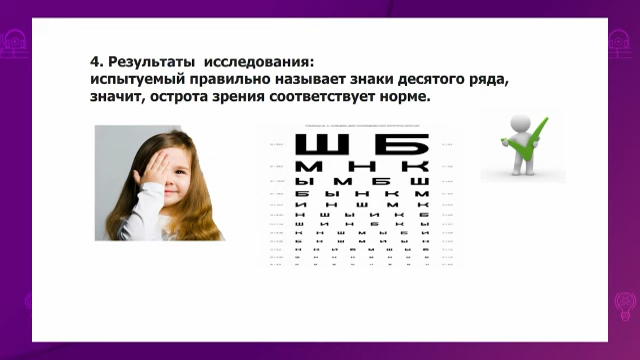 4. Результаты исследования:
испытуемый правильно называет знаки десятого ряда,
значит, острота зрения соответствует норме.
Ш Б
М Н К
Ы М Б Ш
Б Ы Н К М
И Н Ш М К
Н Ш Ы И К Б
Ш И Н Б К Ы